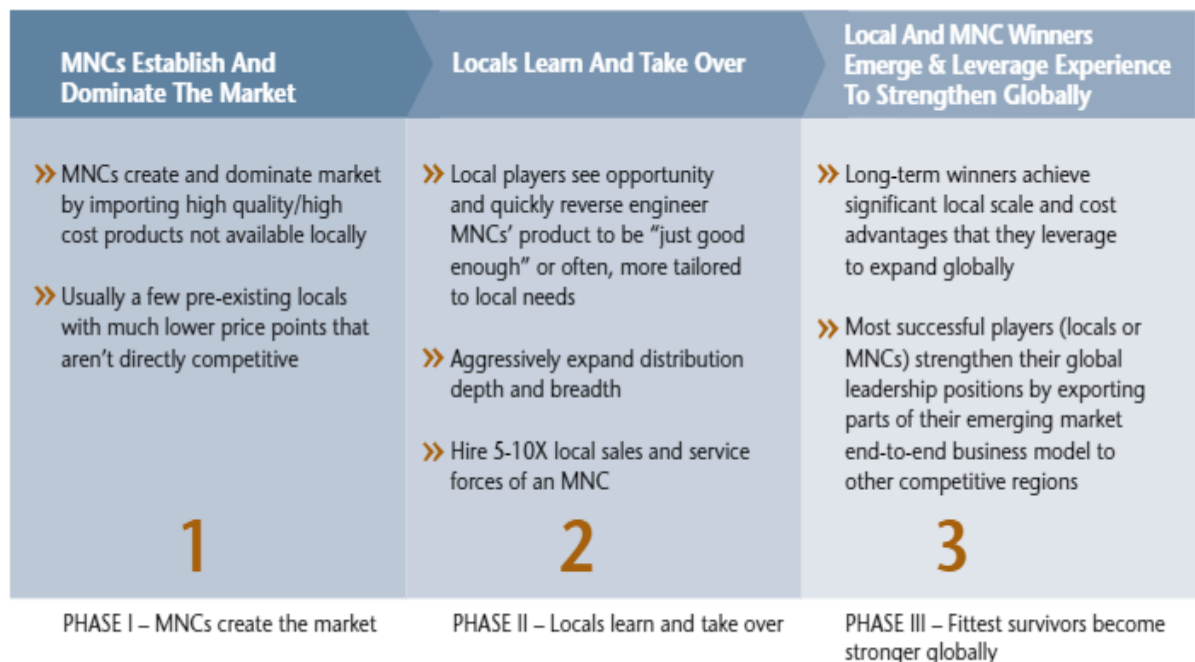 MNCs Establish And
Dominate The Market
Locals Learn And Take Over
Local And MNC Winners
Emerge & Leverage Experience
To Strengthen Globally
» MNCs create and dominate market
by importing high quality/high
cost products not available locally
» Usually a few pre-existing locals
with much lower price points that
aren't directly competitive
1
» Local players see opportunity
and quickly reverse engineer
MNCs' product to be “just good
enough” or often, more tailored
to local needs
» Aggressively expand distribution
depth and breadth
» Hire 5-10X local sales and service
forces of an MNC
2
» Long-term winners achieve
significant local scale and cost
advantages that they leverage
to expand globally
» Most successful players (locals or
MNCs) strengthen their global
leadership positions by exporting
parts of their emerging market
end-to-end business model to
other competitive regions
3
PHASE I – MNCs create the market
PHASE II – Locals learn and take over
PHASE III – Fittest survivors become
stronger globally